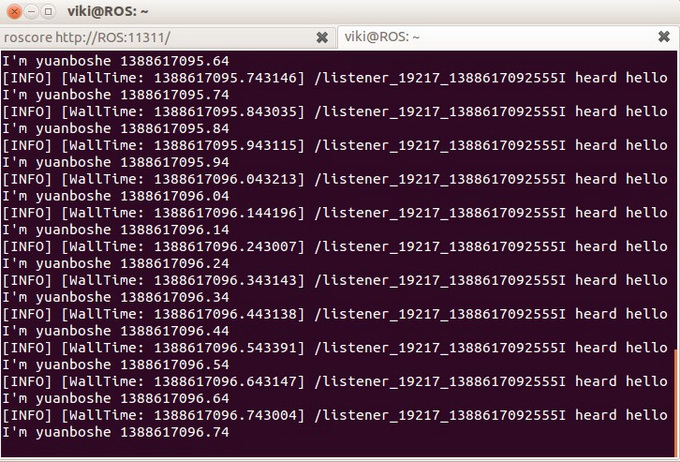 viki@ROS: ~
roscore http://ROS:11311/
viki@ROS: ~
I'm yuanboshe 1388617095.64
[INFO] [WallTime: 1388617095.743146] /listener_19217_1388617092555I heard hello
I'm yuanboshe 1388617095.74
[INFO] [WallTime: 1388617095.843035] /listener_19217_1388617092555I heard hello
I'm yuanboshe 1388617095.84
[INFO] [WallTime: 1388617095.943115] /listener_19217_1388617092555I heard hello
I'm yuanboshe 1388617095.94
[INFO] [WallTime: 1388617096.043213] /listener_19217_1388617092555I heard hello
I'm yuanboshe 1388617096.04
[INFO] [WallTime: 1388617096.144196] /listener_19217_1388617092555I heard hello
I'm yuanboshe 1388617096.14
[INFO] [WallTime: 1388617096.243007] /listener_19217_1388617092555I heard hello
I'm yuanboshe 1388617096.24
[INFO] [WallTime: 1388617096.343143] /listener_19217_1388617092555I heard hello
I'm yuanboshe 1388617096.34
[INFO] [WallTime: 1388617096.443138] /listener_19217_1388617092555I heard hello
I'm yuanboshe 1388617096.44
[INFO] [WallTime: 1388617096.543391] /listener_19217_1388617092555I heard hello
I'm yuanboshe 1388617096.54
[INFO] [WallTime: 1388617096.643147] /listener_19217_1388617092555I heard hello
I'm yuanboshe 1388617096.64
[INFO] [WallTime: 1388617096.743004] /listener_19217_1388617092555I heard hello
I'm yuanboshe 1388617096.74